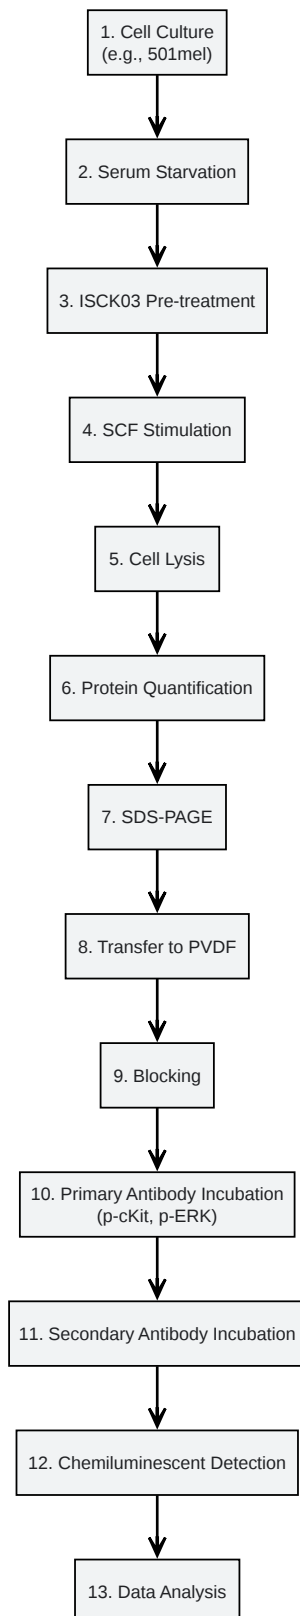 1. Cell Culture
(e.g., 501mel)
2. Serum Starvation
3. ISCK03 Pre-treatment
4. SCF Stimulation
5. Cell Lysis
6. Protein Quantification
7. SDS-PAGE
8. Transfer to PVDF
9. Blocking
10. Primary Antibody Incubation
(p-cKit, p-ERK)
11. Secondary Antibody Incubation
12. Chemiluminescent Detection
13. Data Analysis